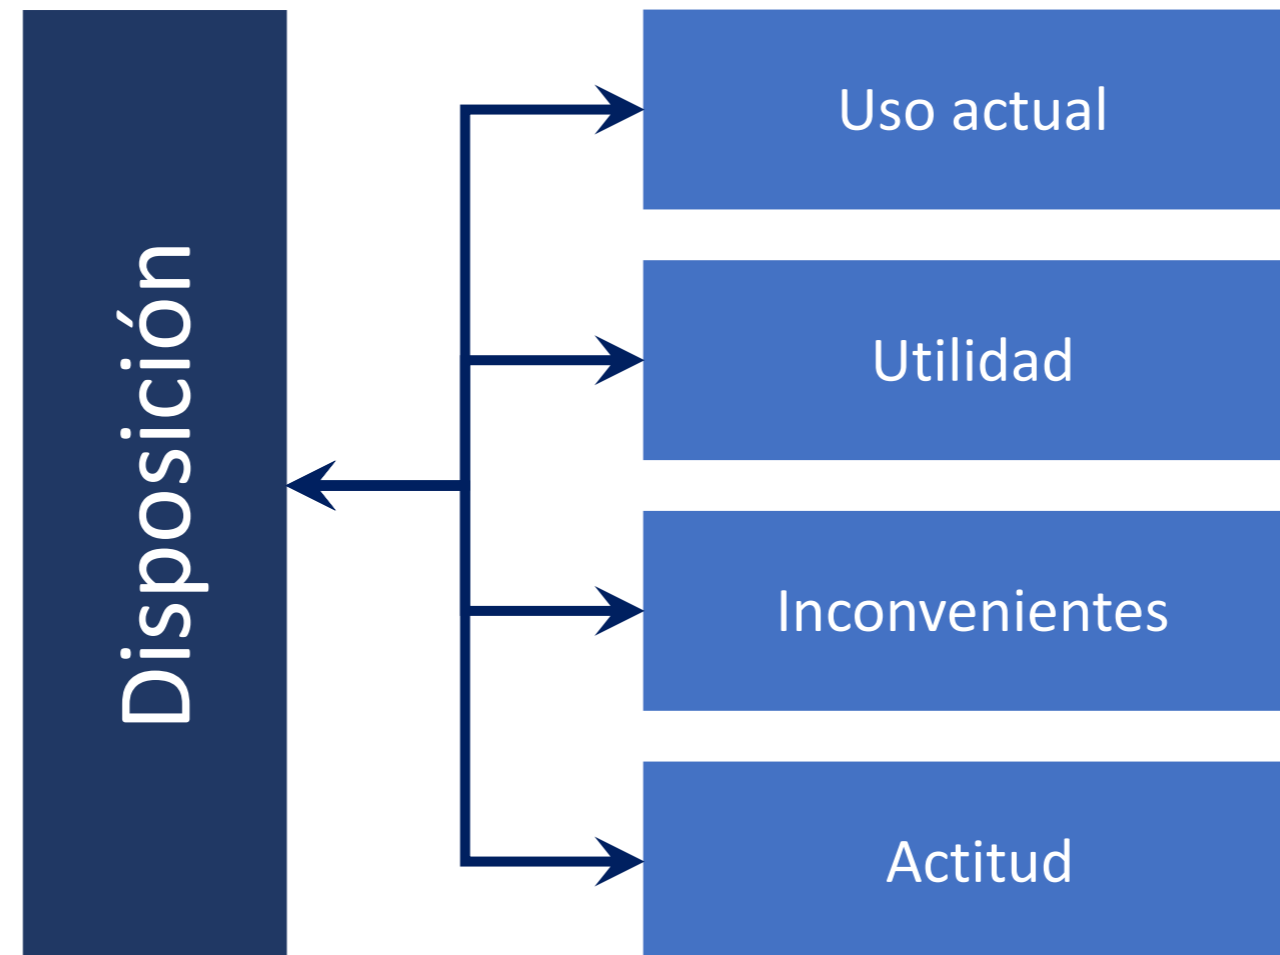 Disposición
Uso actual
Utilidad
Inconvenientes
Actitud